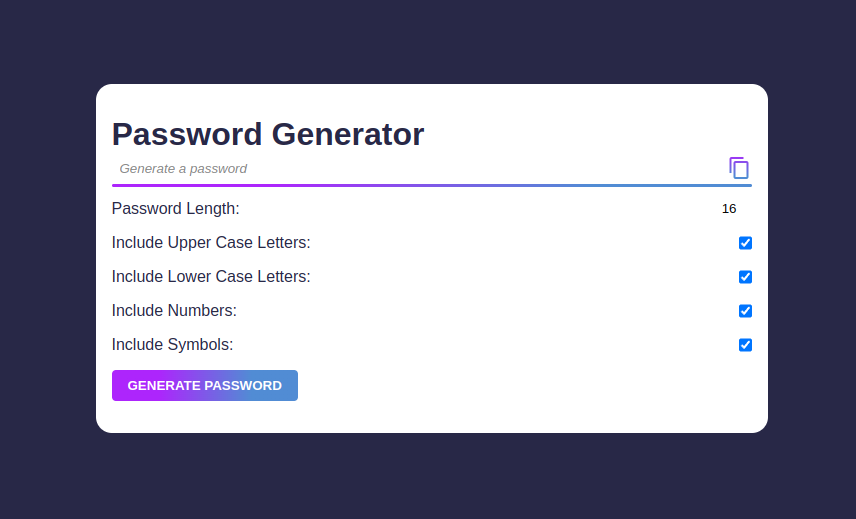 Password Generator
Generate a password
Password Length: 16
Include Upper Case Letters:
Include Lower Case Letters:
Include Numbers:
Include Symbols:
GENERATE PASSWORD